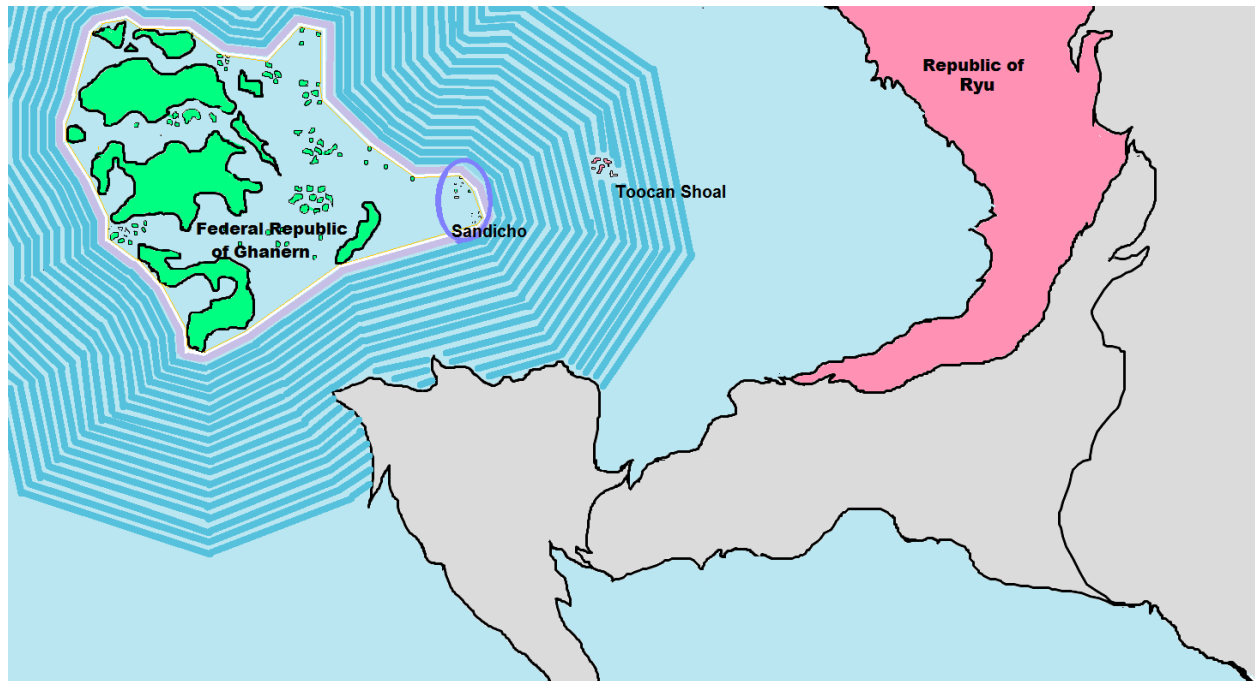 Republic of
Ryu
Toocan Shoal
Federal Republic
of Ghanern
Sandicho